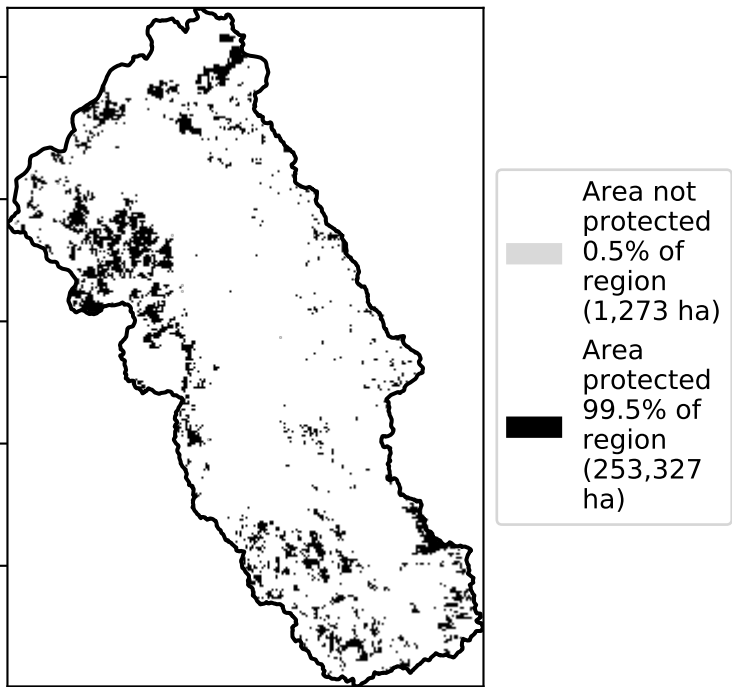 Area not
protected
0.5% of
region
(1,273 ha)
Area
protected
99.5% of
region
(253,327
ha)